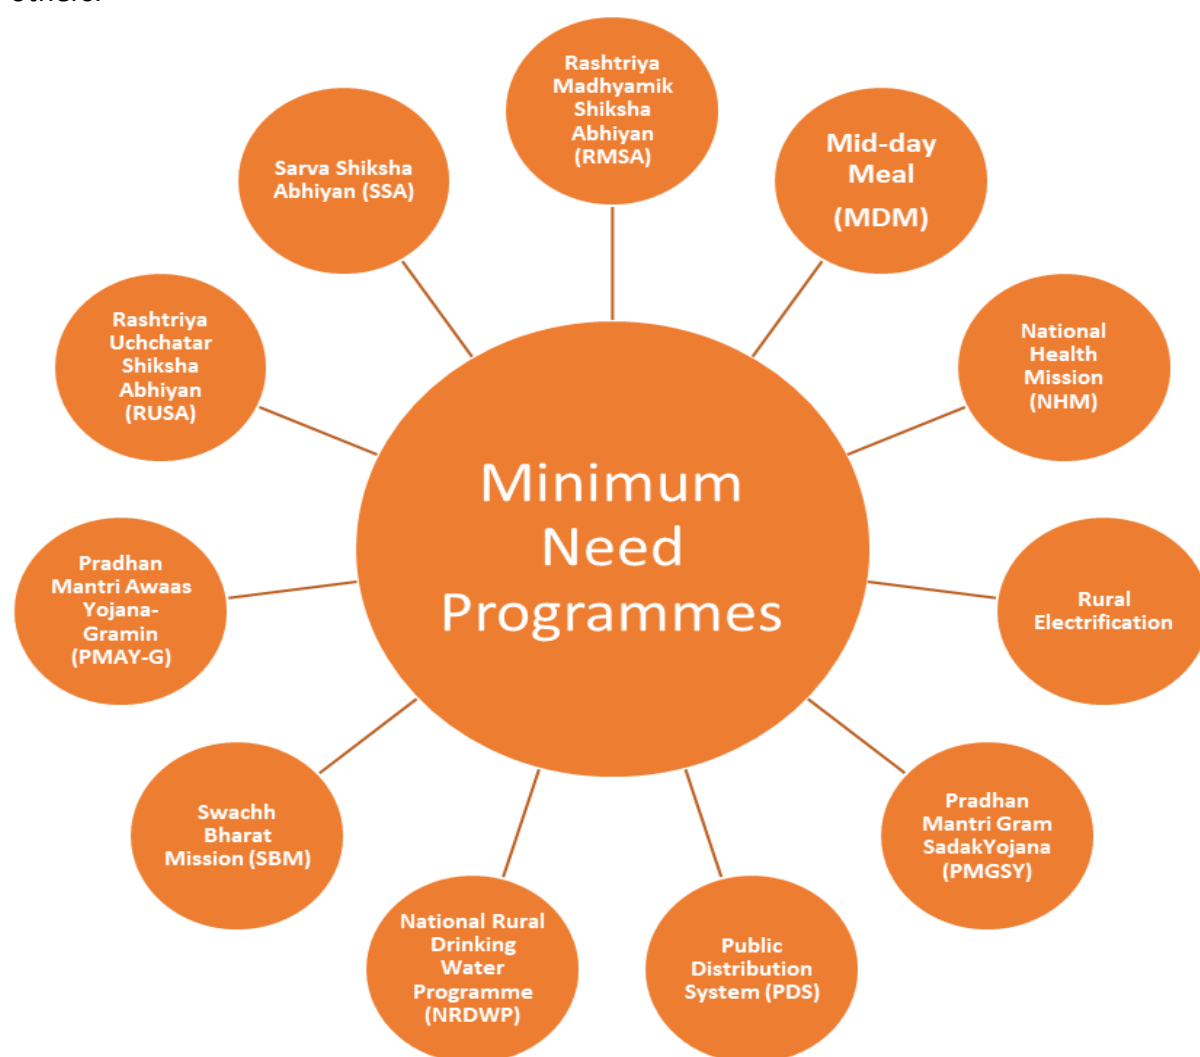 others.
Rashtriya
Madhyamik
Shiksha
Abhiyan
(RMSA)
Mid-day
Meal
(MDM)
National
Health
Mission
(NHM)
Rural
Electrification
Pradhan
Mantri Gram
SadakYojana
(PMGSY)
Public
Distribution
System (PDS)
National Rural
Drinking
Water
Programme
(NRDWP)
Swachh
Bharat
Mission (SBM)
Pradhan
Mantri Awaas
Yojana-
Gramin
(PMAY-G)
Rashtriya
Uchchatar
Shiksha
Abhiyan
(RUSA)
Sarva Shiksha
Abhiyan (SSA)
Minimum
Need
Programmes